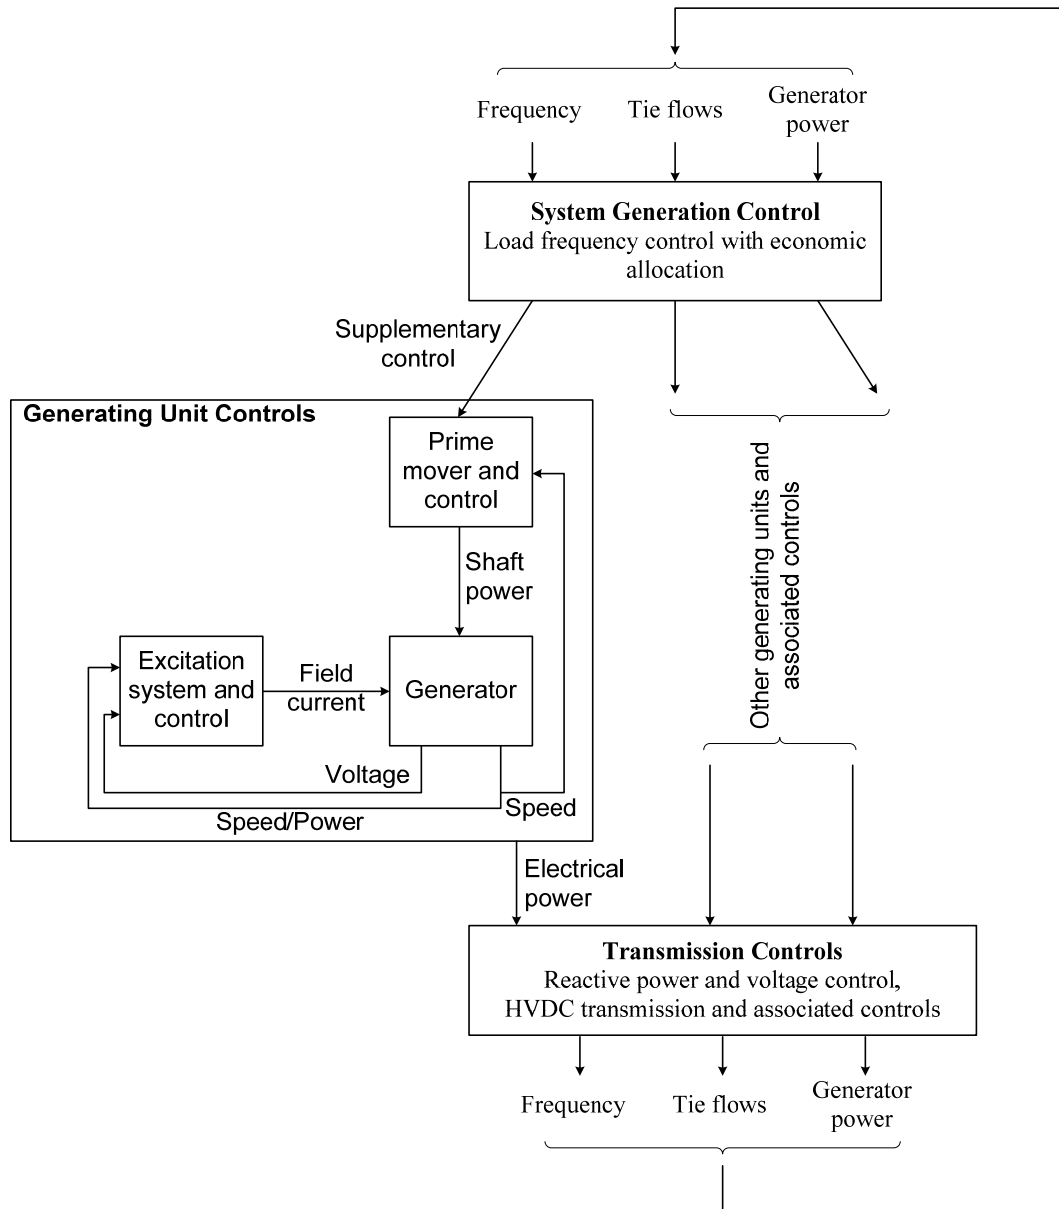 Frequency
Tie flows
Generator
power
System Generation Control
Load frequency control with economic
allocation
Supplementary
control
Generating Unit Controls
Prime
mover and
control
Shaft
power
Excitation
system and
control
Field
current
Generator
Voltage
Speed
Speed/Power
Other generating units and
associated controls
Electrical
power
Transmission Controls
Reactive power and voltage control,
HVDC transmission and associated controls
Frequency
Tie flows
Generator
power